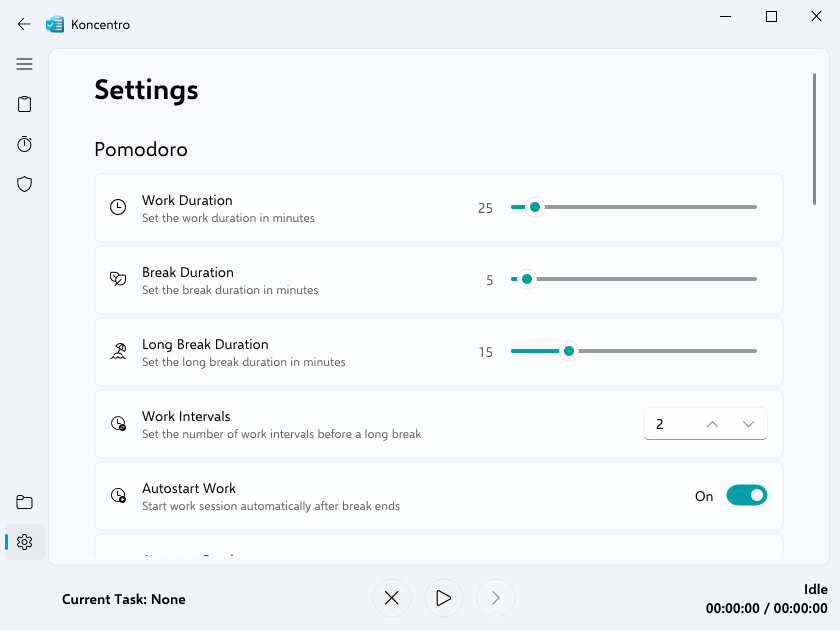 Koncentro
Settings
Pomodoro
Work Duration
Set the work duration in minutes
25
Break Duration
Set the break duration in minutes
5
Long Break Duration
Set the long break duration in minutes
15
Work Intervals
Set the number of work intervals before a long break
2
Autostart Work
Start work session automatically after break ends
On
Current Task: None
Idle
00:00:00 / 00:00:00